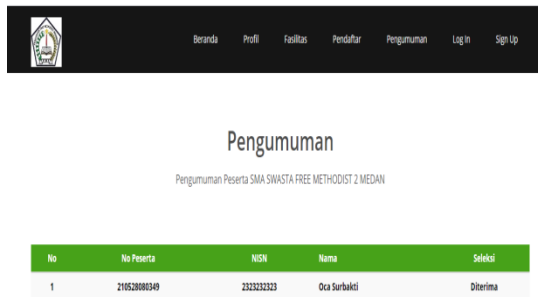 Beranda Profil Fasilitas Pendaftar Pengumuman Log In Sign Up
Pengumuman
Pengumuman Peserta SMA SWASTA FREE METHODIST 2 MEDAN
No No Peserta NISN Nama Seleksi
1 210528080349 2323232323 Oca Surbakti Diterima